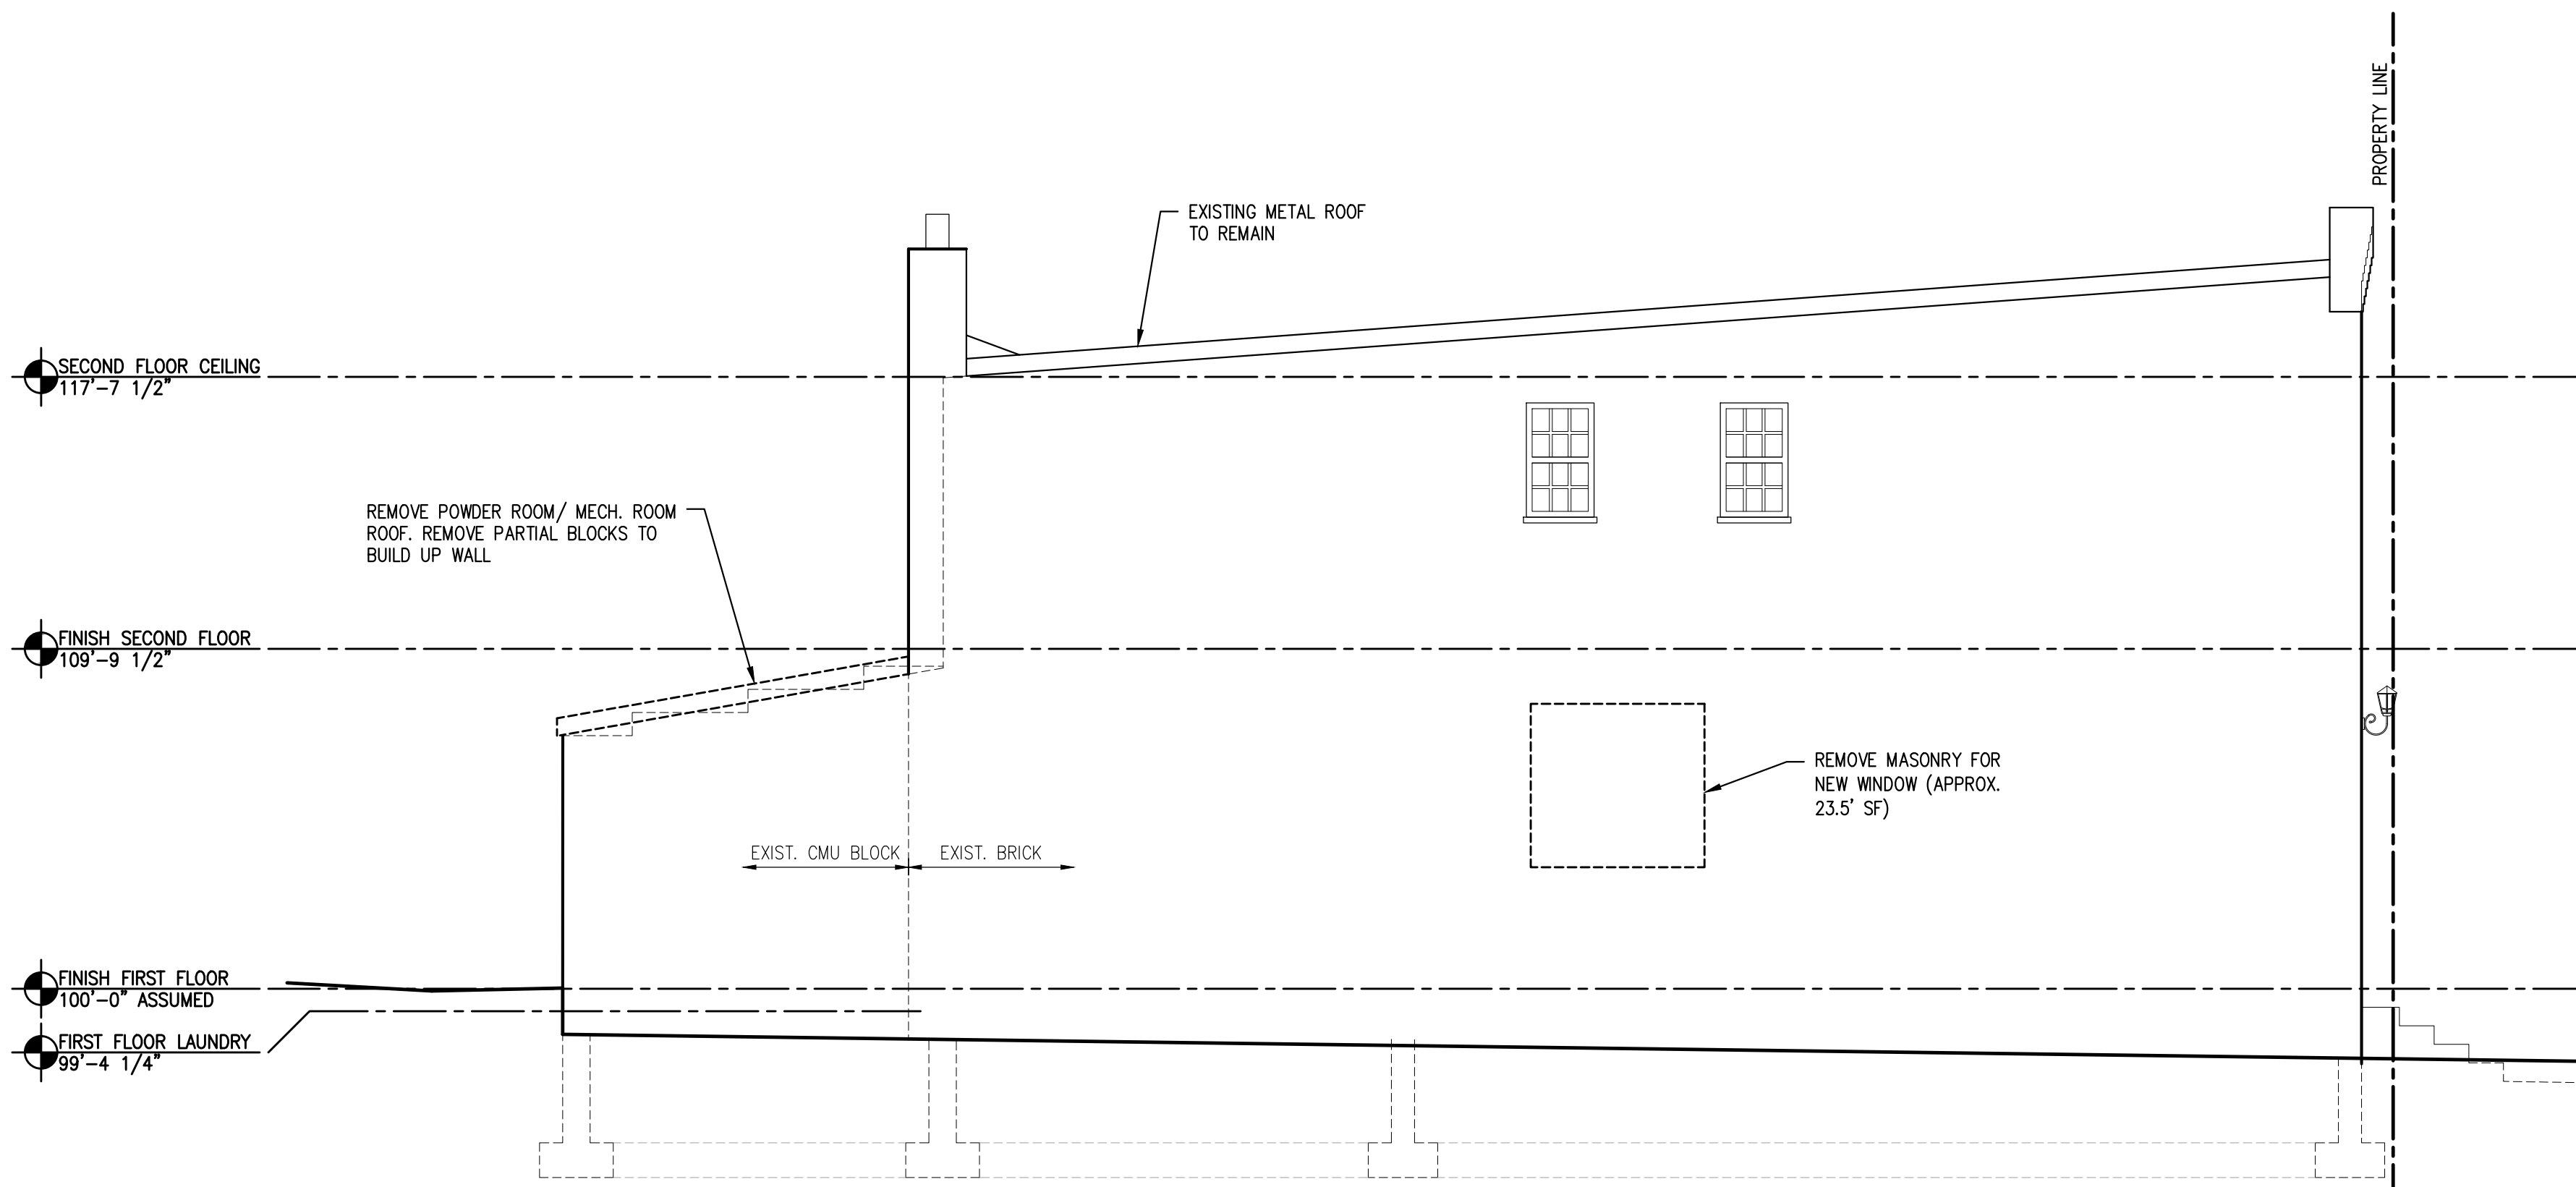 PROPERTY LINE
EXISTING METAL ROOF
TO REMAIN
SECOND FLOOR CEILING
117'-7 1/2"
REMOVE POWDER ROOM/ MECH. ROOM
ROOF. REMOVE PARTIAL BLOCKS TO
BUILD UP WALL
FINISH SECOND FLOOR
109'-9 1/2"
REMOVE MASONRY FOR
NEW WINDOW (APPROX.
23.5' SF)
EXIST. CMU BLOCK
EXIST. BRICK
FINISH FIRST FLOOR
100'-0" ASSUMED
FIRST FLOOR LAUNDRY
99'-4 1/4"